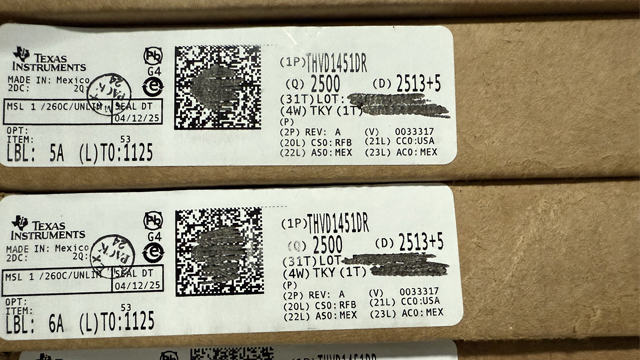 TEXAS INSTRUMENTS
MADE IN: Mexico
2DC: 2Q:
Pb
G4
e
MSL 1 /260C/UNLIM
SEAL DT
04/12/25
OPT:
ITEM:
53
LBL: 5A (L)TO:1125
(1P)THVD1451DR
(Q) 2500 (D) 2513+5
(31T)LOT:
(4W) TKY (1T)
(P)
(2P) REV: A (V) 0033317
(20L) CSO:RFB (21L) CCO:USA
(22L) ASO:MEX (23L) ACO:MEX
TEXAS INSTRUMENTS
MADE IN: Mexico
2DC: 2Q:
Pb
G4
e
MSL 1 /260C/UNLIM
SEAL DT
04/12/25
OPT:
ITEM:
53
LBL: 6A (L)TO:1125
(1P)THVD1451DR
(Q) 2500 (D) 2513+5
(31T)LOT
(4W) TKY (1T)
(P)
(2P) REV: A (V) 0033317
(20L) CSO:RFB (21L) CCO:USA
(22L) ASO:MEX (23L) ACO:MEX